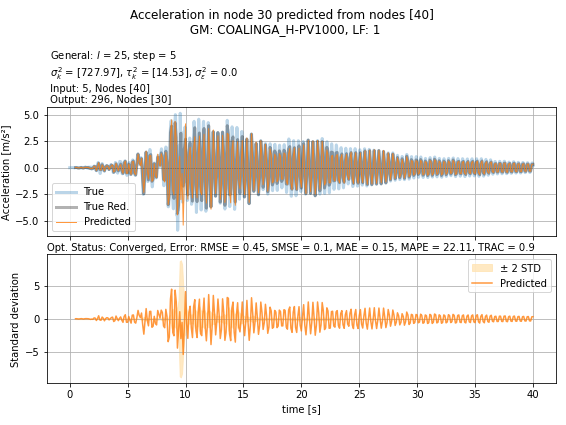 Acceleration in node 30 predicted from nodes [40]
GM: COALINGA_H-PV1000, LF: 1
General: l = 25, step = 5
σ²ₖ = [727.97], τ²ₖ = [14.53], σ²ε = 0.0
Input: 5, Nodes [40]
Output: 296, Nodes [30]
Acceleration [m/s²]
5.0
2.5
0.0
−2.5
−5.0
True
True Red.
Predicted
Opt. Status: Converged, Error: RMSE = 0.45, SMSE = 0.1, MAE = 0.15, MAPE = 22.11, TRAC = 0.9
Standard deviation
5
0
−5
± 2 STD
Predicted
0 5 10 15 20 25 30 35 40
time [s]